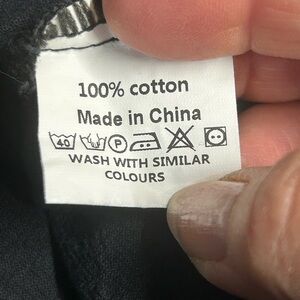 100% cotton
Made in China
40 P
WASH WITH SIMILAR
COLOURS